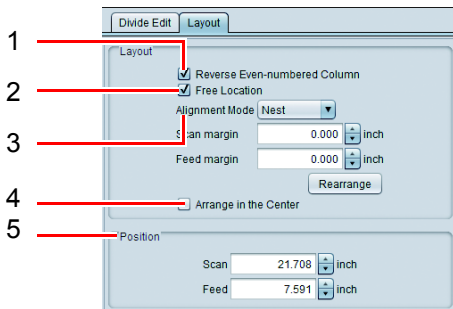 Divide Edit Layout
1
Layout
Reverse Even-numbered Column
2
Free Location
3
Alignment Mode Nest
Scan margin 0.000 inch
Feed margin 0.000 inch
Rearrange
4
Arrange in the Center
5
Position
Scan 21.708 inch
Feed 7.591 inch